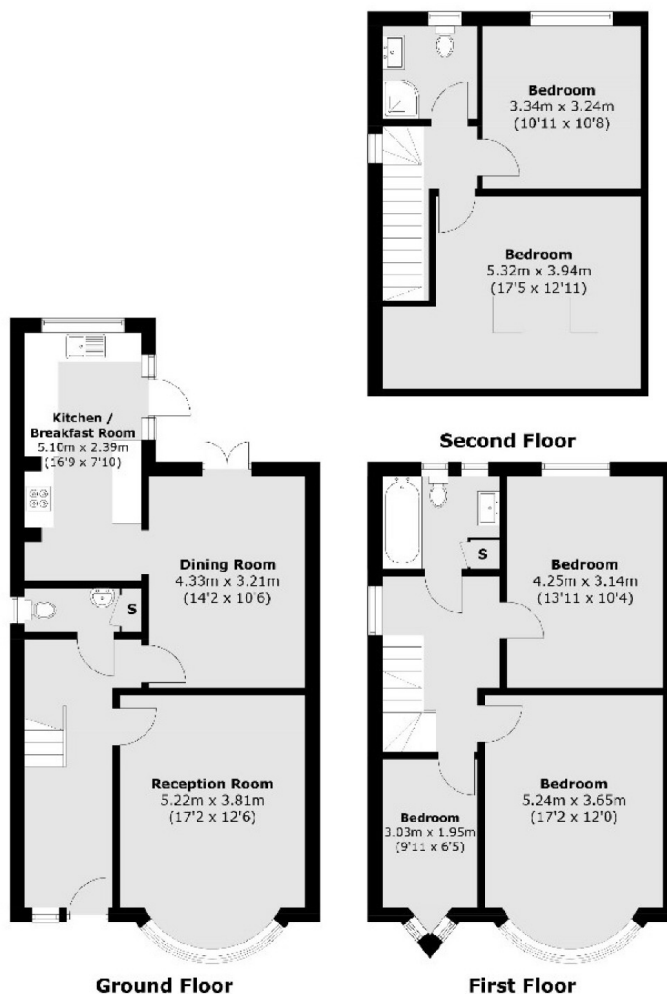 Bedroom
3.34m x 3.24m
(10'11 x 10'8)
Bedroom
5.32m x 3.94m
(17'5 x 12'11)
Second Floor
Kitchen /
Breakfast Room
5.10m x 2.39m
(16'9 x 7'10)
Dining Room
4.33m x 3.21m
(14'2 x 10'6)
S
Reception Room
5.22m x 3.81m
(17'2 x 12'6)
Ground Floor
S
Bedroom
4.25m x 3.14m
(13'11 x 10'4)
Bedroom
5.24m x 3.65m
(17'2 x 12'0)
Bedroom
3.03m x 1.95m
(9'11 x 6'5)
First Floor